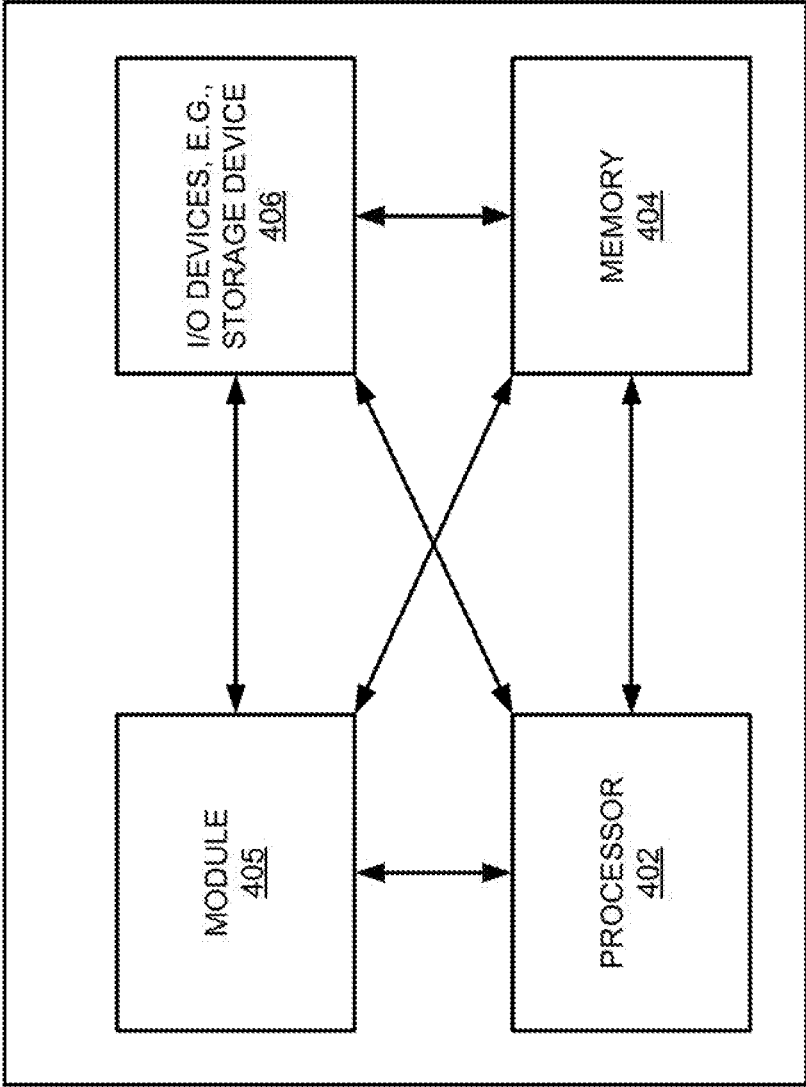 I/O DEVICES, E.G.,
STORAGE DEVICE
406
MODULE
405
MEMORY
404
PROCESSOR
402